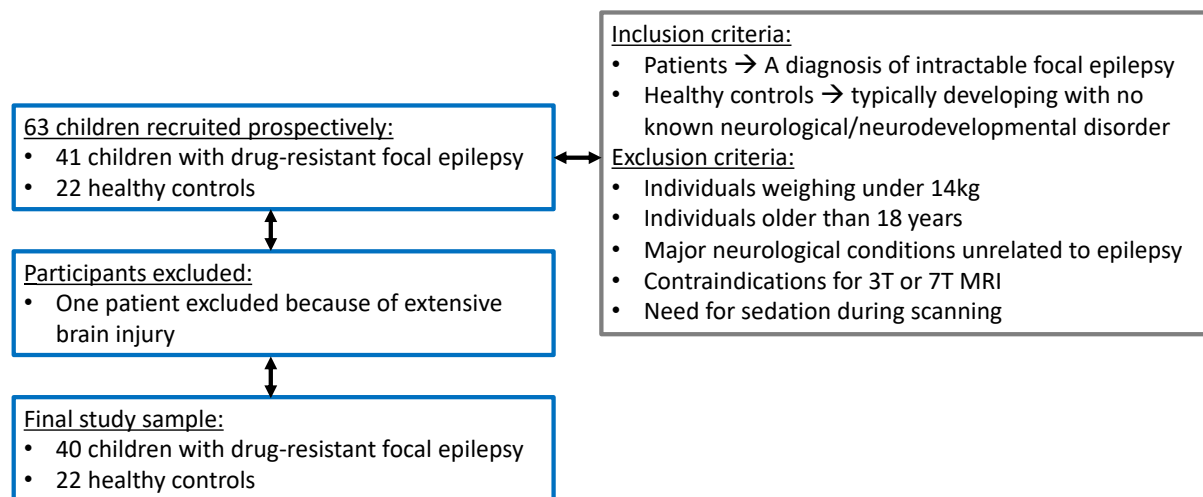 63 children recruited prospectively:
• 41 children with drug-resistant focal epilepsy
• 22 healthy controls
Participants excluded:
• One patient excluded because of extensive
brain injury
Final study sample:
• 40 children with drug-resistant focal epilepsy
• 22 healthy controls
Inclusion criteria:
• Patients → A diagnosis of intractable focal epilepsy
• Healthy controls → typically developing with no
known neurological/neurodevelopmental disorder
Exclusion criteria:
• Individuals weighing under 14kg
• Individuals older than 18 years
• Major neurological conditions unrelated to epilepsy
• Contraindications for 3T or 7T MRI
• Need for sedation during scanning